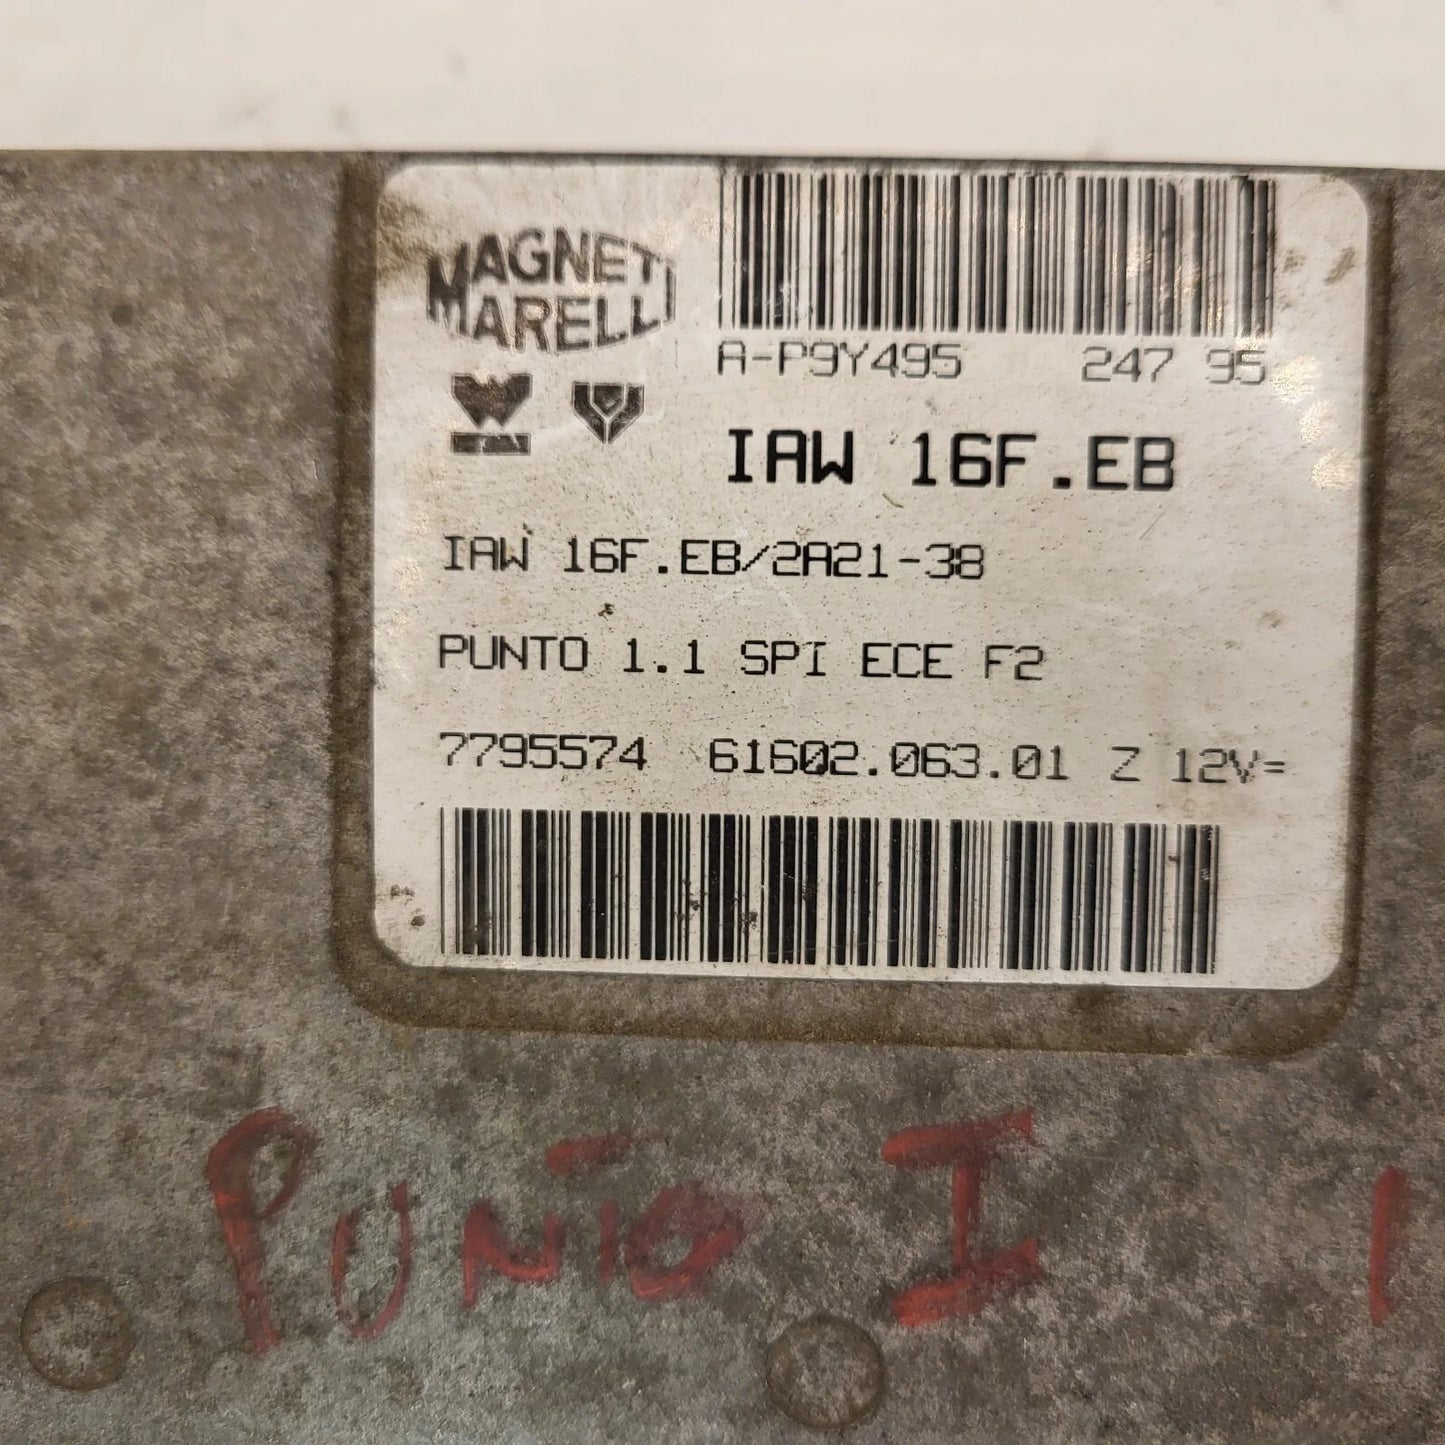 MAGNETI
MARELLI
A-P9Y495 247 95
IAW 16F.EB
IAW 16F.EB/2A21-38
PUNTO 1.1 SPI ECE F2
7795574 61602.063.01 Z 12V=
PUNTO I 1